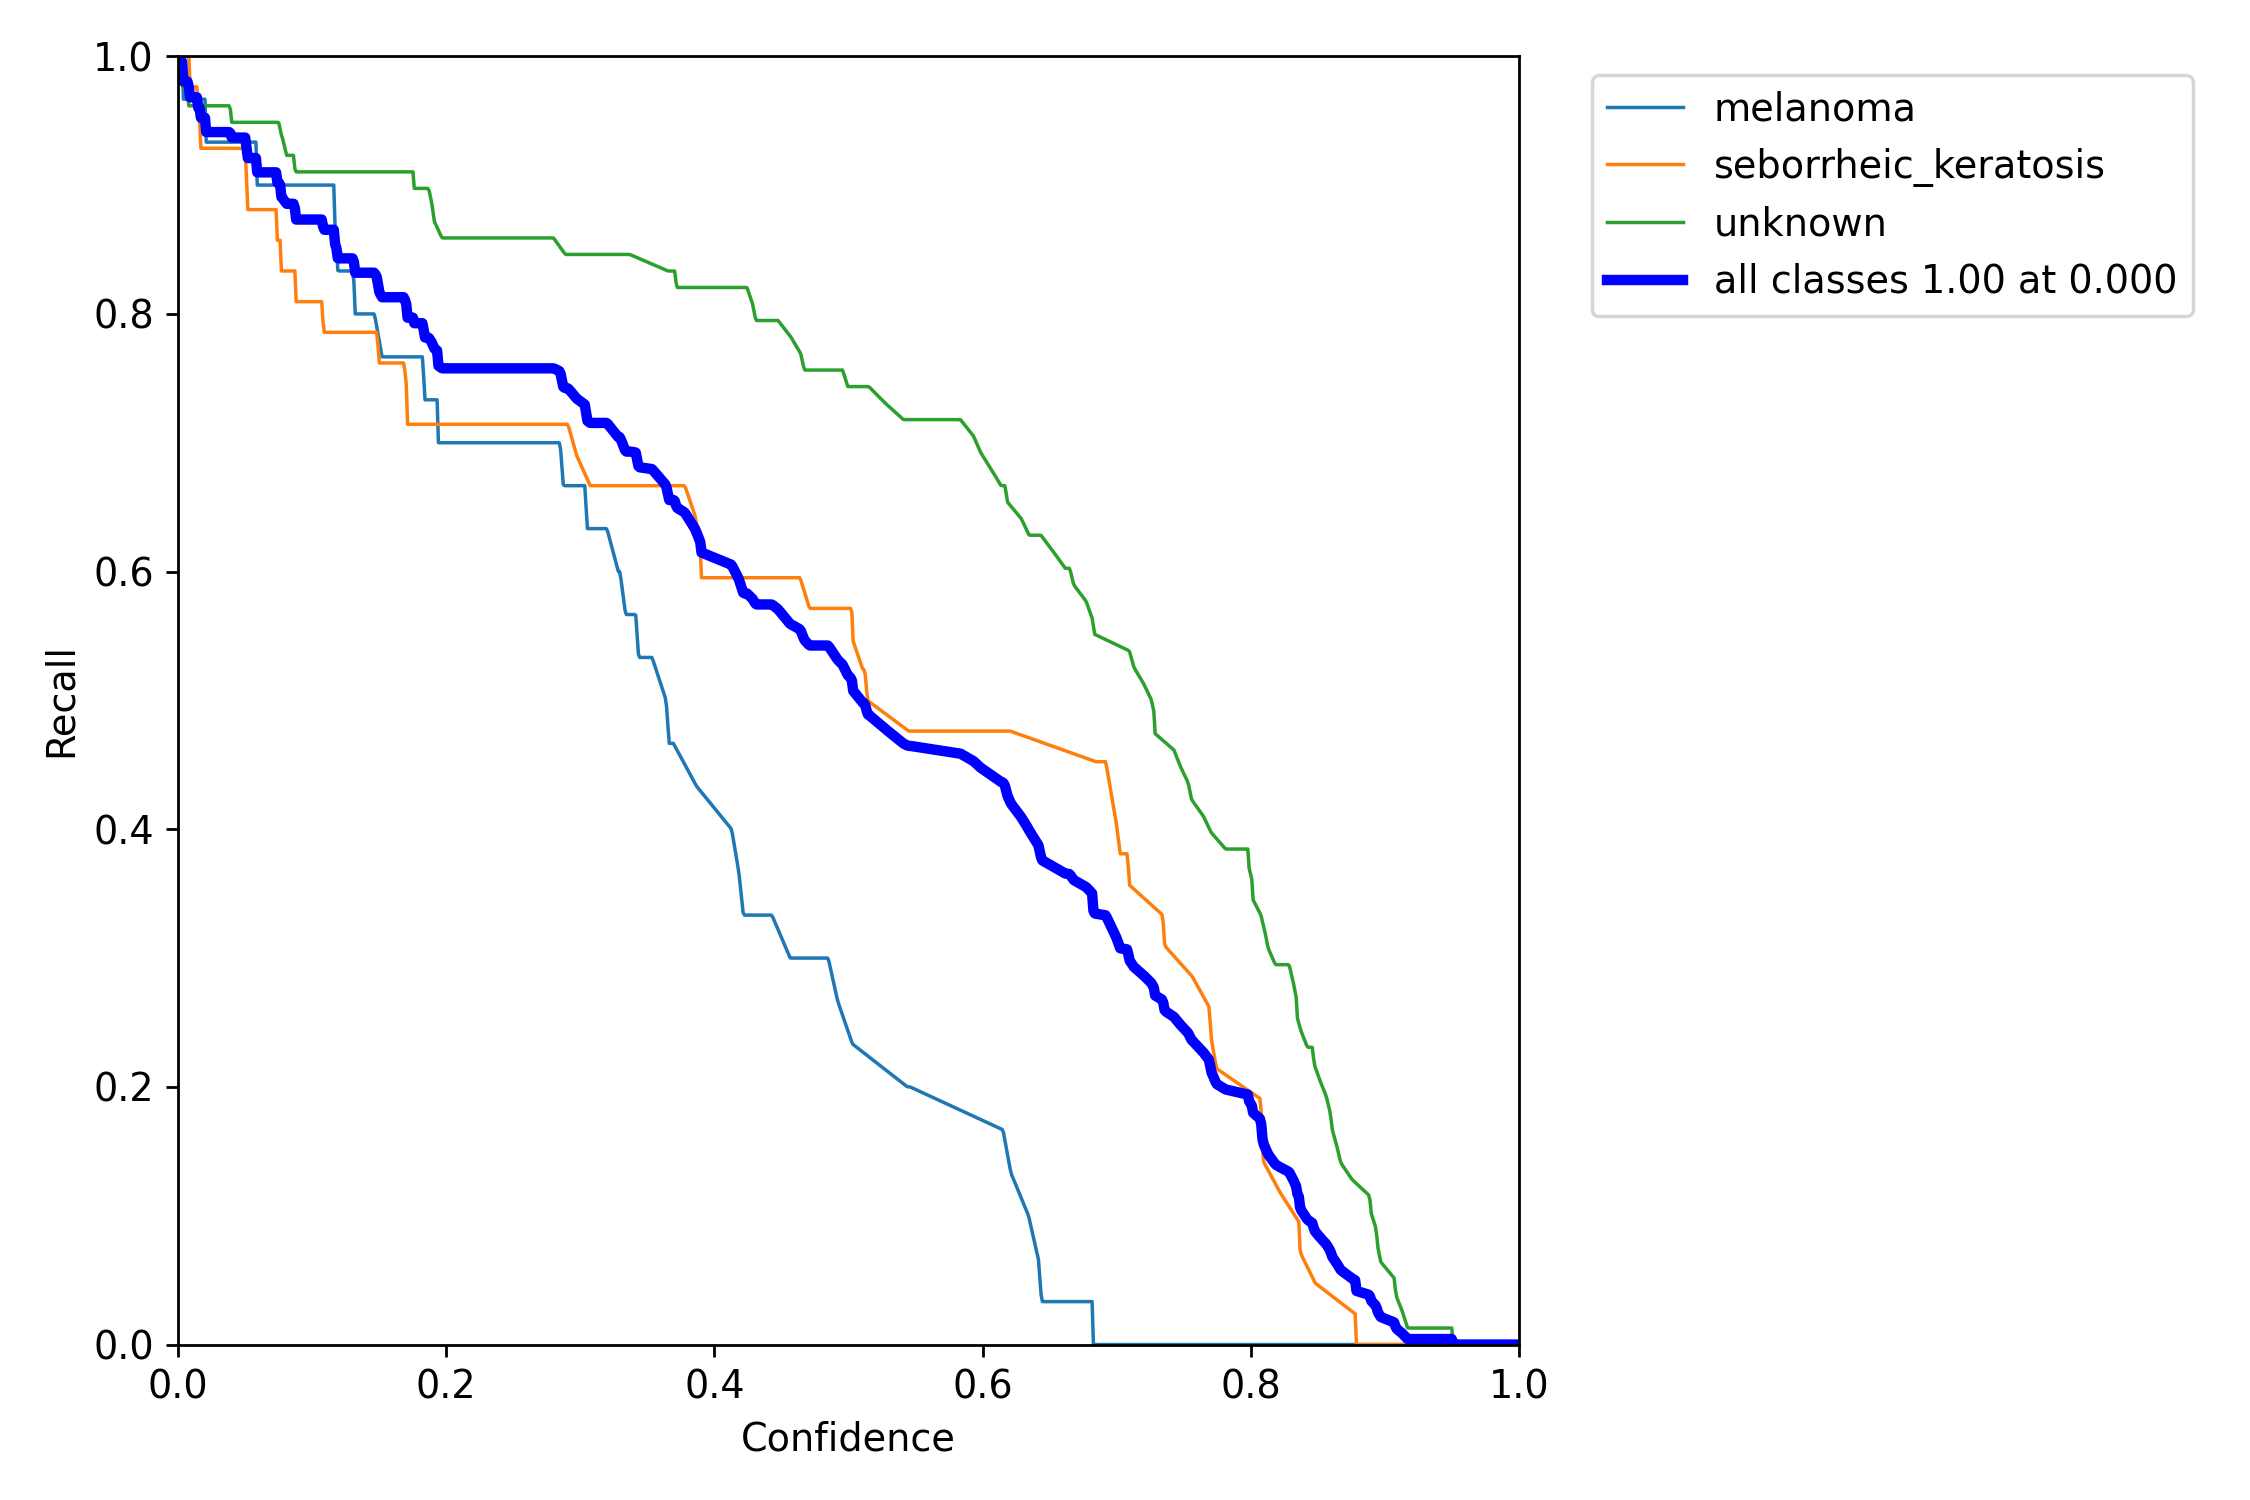 1.0
0.8
0.6
0.4
0.2
0.0
Recall
0.0 0.2 0.4 0.6 0.8 1.0
Confidence
melanoma
seborrheic_keratosis
unknown
all classes 1.00 at 0.000